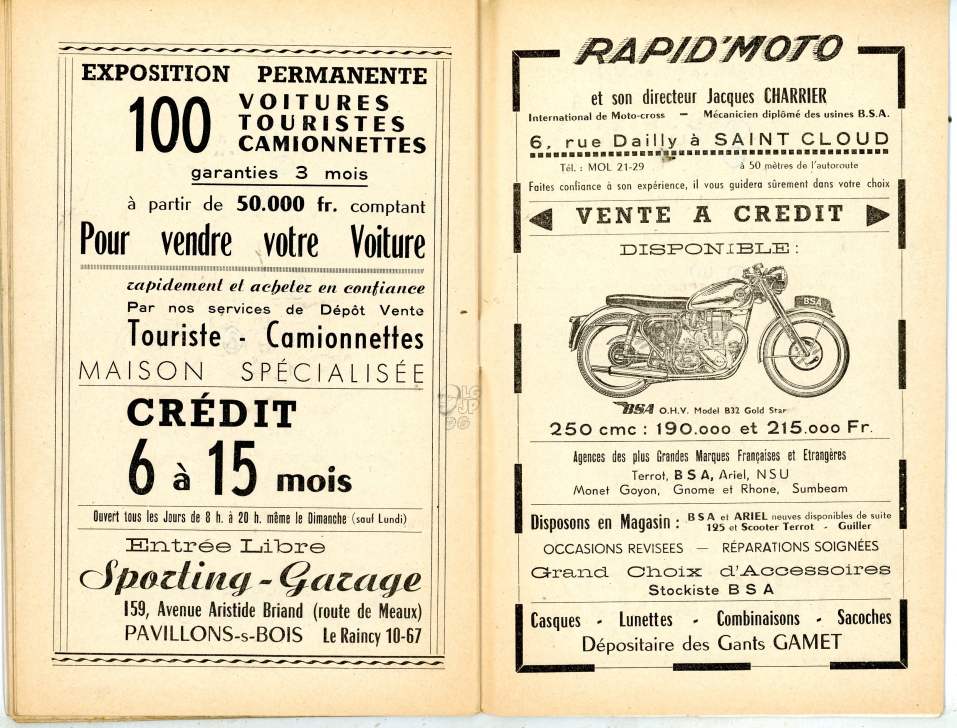 EXPOSITION PERMANENTE
100 VOITURES
TOURISTES
CAMIONNETTES
garanties 3 mois
à partir de 50.000 fr. comptant
Pour vendre votre Voiture
rapidement et acheter en confiance
Par nos services de Dépôt Vente
Touriste - Camionnettes
MAISON SPÉCIALISÉE
CRÉDIT
6 à 15 mois
Ouvert tous les Jours de 8 h. à 20 h. même le Dimanche (sauf Lundi)
Entrée Libre
Sporting - Garage
159, Avenue Aristide Briand (route de Meaux)
PAVILLONS-s-BOIS Le Raincy 10-67
RAPID'MOTO
et son directeur Jacques CHARRIER
International de Moto-cross - Mécanicien diplômé des usines B.S.A.
6, rue Dailly à SAINT CLOUD
Tél. : MOL 21-29 à 50 mètres de l'autoroute
Faites confiance à son expérience, il vous guidera sûrement dans votre choix
VENTE A CREDIT
DISPONIBLE :
BSA
BSA O.H.V. Model B32 Gold Star
250 cmc : 190.000 et 215.000 Fr.
Agences des plus Grandes Marques Françaises et Etrangères
Terrot, BSA, Ariel, NSU
Monet Goyon, Gnome et Rhone, Sumbeam
Disposons en Magasin : BSA et ARIEL neuves disponibles de suite
125 et Scooter Terrot - Guiller
OCCASIONS REVISEES — RÉPARATIONS SOIGNÉES
Grand Choix d'Accessoires
Stockiste BSA
Casques - Lunettes - Combinaisons - Sacoches
Dépositaire des Gants GAMET